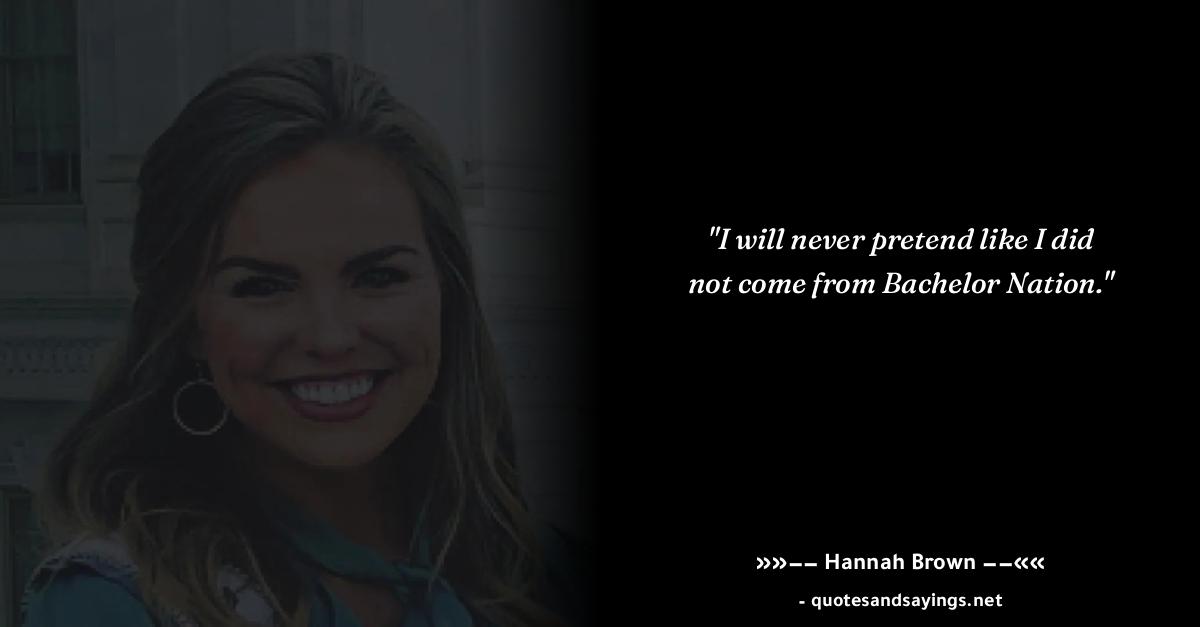 "I will never pretend like I did
not come from Bachelor Nation."
»»−− Hannah Brown −−««
- quotesandsayings.net